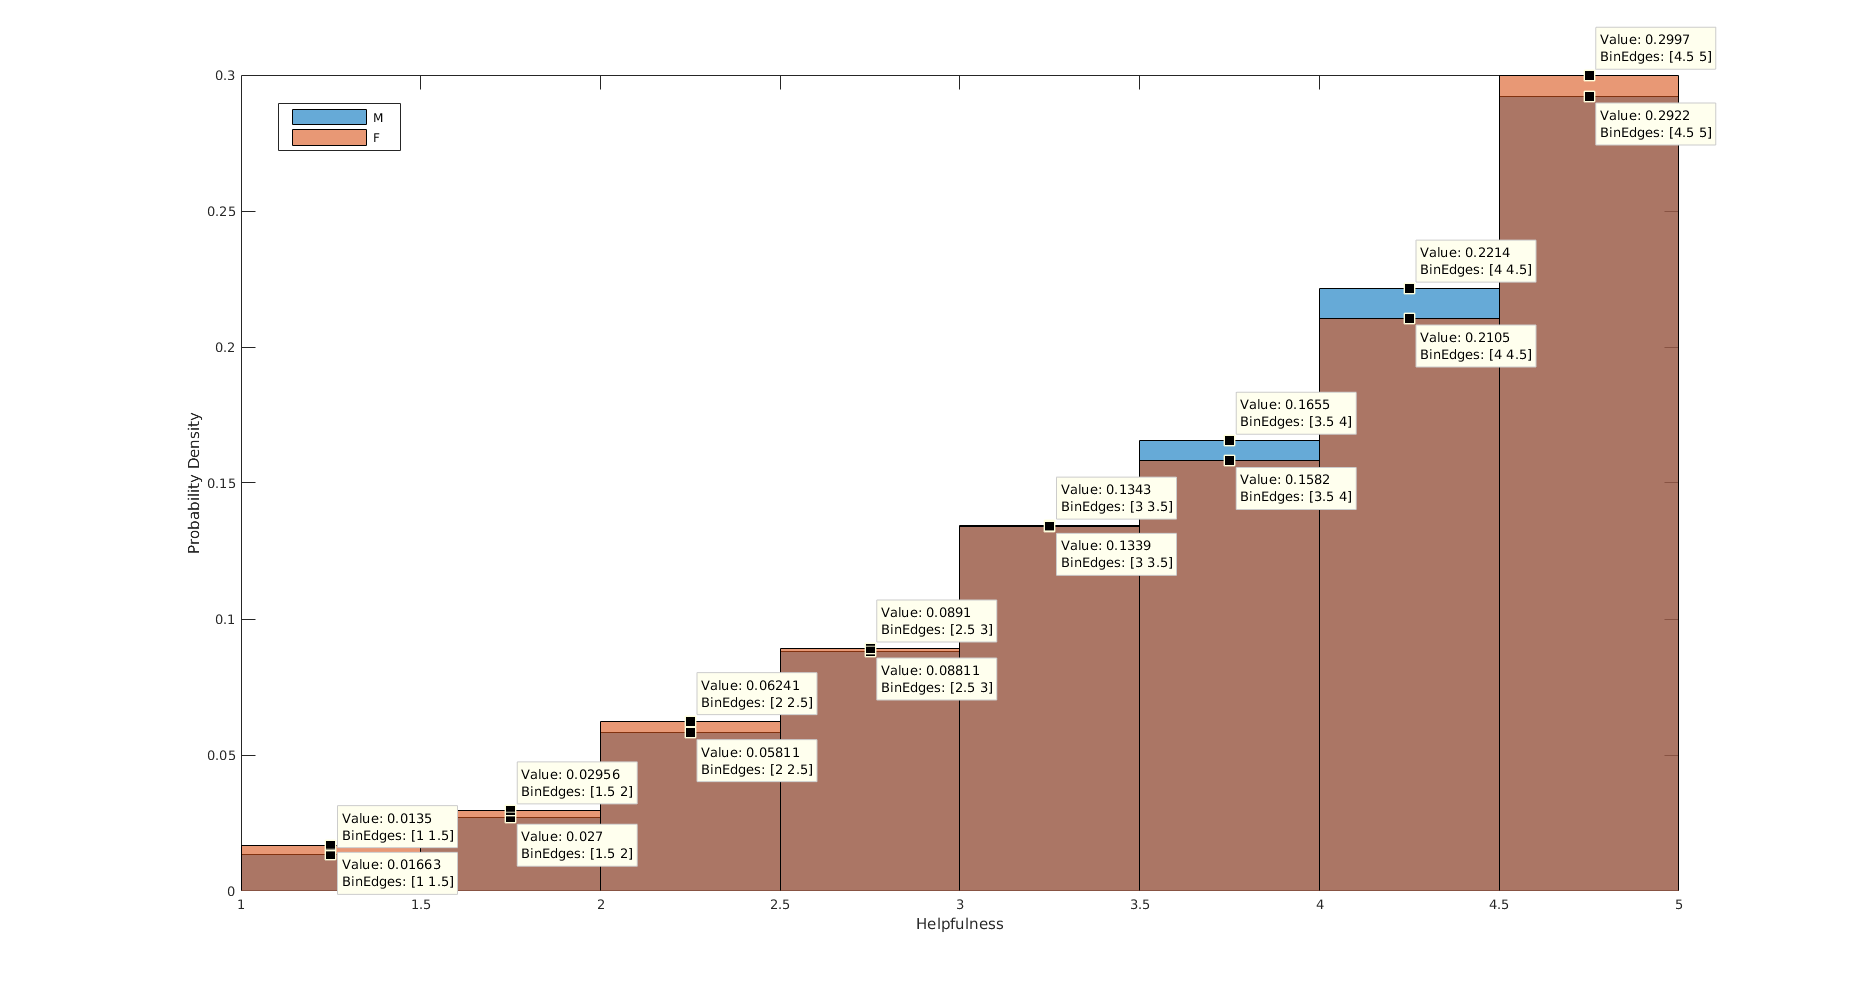 Value: 0.2997
BinEdges: [4.5 5]
0.3
M
F
Value: 0.2922
BinEdges: [4.5 5]
0.25
Value: 0.2214
BinEdges: [4 4.5]
0.2
Value: 0.2105
BinEdges: [4 4.5]
Value: 0.1655
BinEdges: [3.5 4]
Probability Density
0.15
Value: 0.1582
BinEdges: [3.5 4]
Value: 0.1343
BinEdges: [3 3.5]
Value: 0.1339
BinEdges: [3 3.5]
0.1
Value: 0.0891
BinEdges: [2.5 3]
Value: 0.08811
BinEdges: [2.5 3]
Value: 0.06241
BinEdges: [2 2.5]
0.05
Value: 0.05811
BinEdges: [2 2.5]
Value: 0.02956
BinEdges: [1.5 2]
Value: 0.0135
BinEdges: [1 1.5]
Value: 0.027
BinEdges: [1.5 2]
Value: 0.01663
BinEdges: [1 1.5]
0
1 1.5 2 2.5 3 3.5 4 4.5 5
Helpfulness